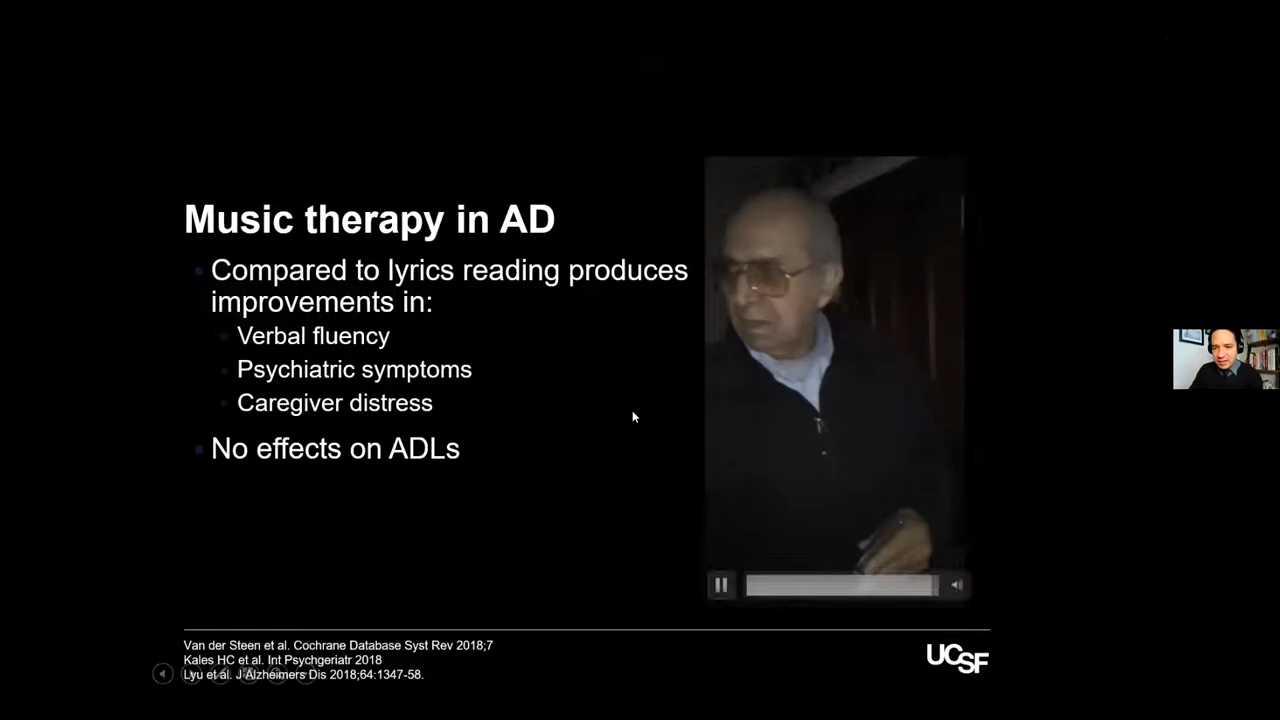 Music therapy in AD
Compared to lyrics reading produces
improvements in:
Verbal fluency
Psychiatric symptoms
Caregiver distress
No effects on ADLs
Van der Steen et al. Cochrane Database Syst Rev 2018;7
Kales HC et al. Int Psychgeriatr 2018
Lyu et al. J Alzheimers Dis 2018;64:1347-58.
UCSF